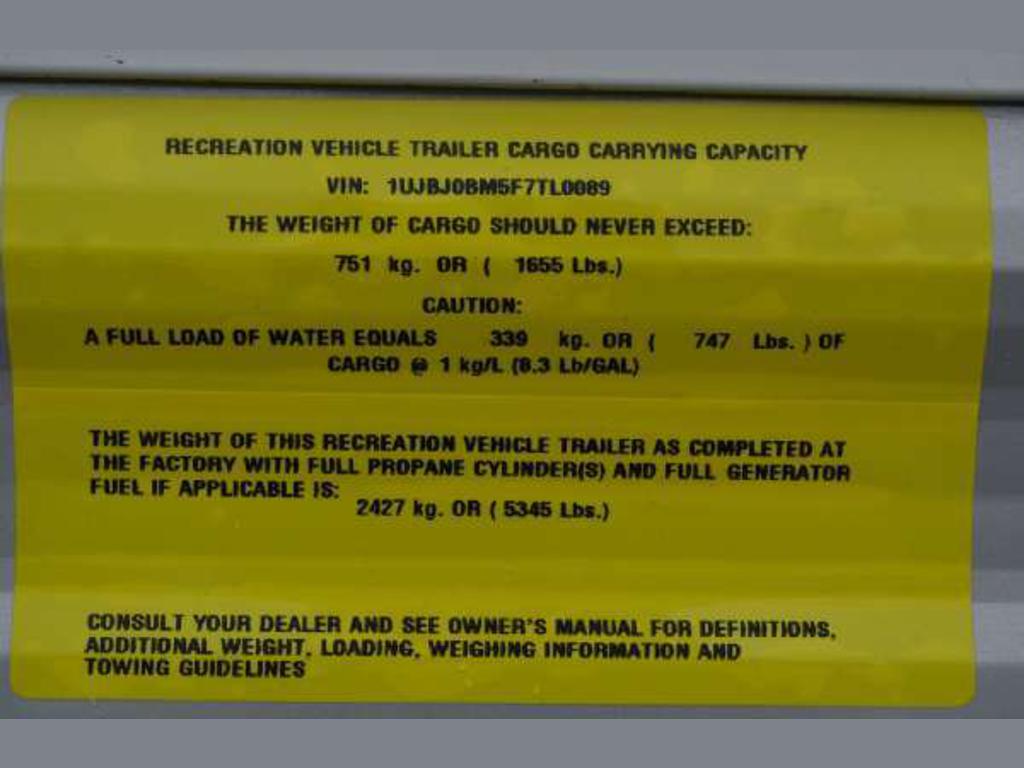 RECREATION VEHICLE TRAILER CARGO CARRYING CAPACITY
VIN: 1UJBJ0BM5F7TL0089
THE WEIGHT OF CARGO SHOULD NEVER EXCEED:
751 kg. OR ( 1655 Lbs.)
CAUTION:
A FULL LOAD OF WATER EQUALS 339 kg. OR ( 747 Lbs. ) OF
CARGO @ 1 kg/L (8.3 Lb/GAL)
THE WEIGHT OF THIS RECREATION VEHICLE TRAILER AS COMPLETED AT
THE FACTORY WITH FULL PROPANE CYLINDER(S) AND FULL GENERATOR
FUEL IF APPLICABLE IS:
2427 kg. OR ( 5345 Lbs.)
CONSULT YOUR DEALER AND SEE OWNER'S MANUAL FOR DEFINITIONS,
ADDITIONAL WEIGHT, LOADING, WEIGHING INFORMATION AND
TOWING GUIDELINES